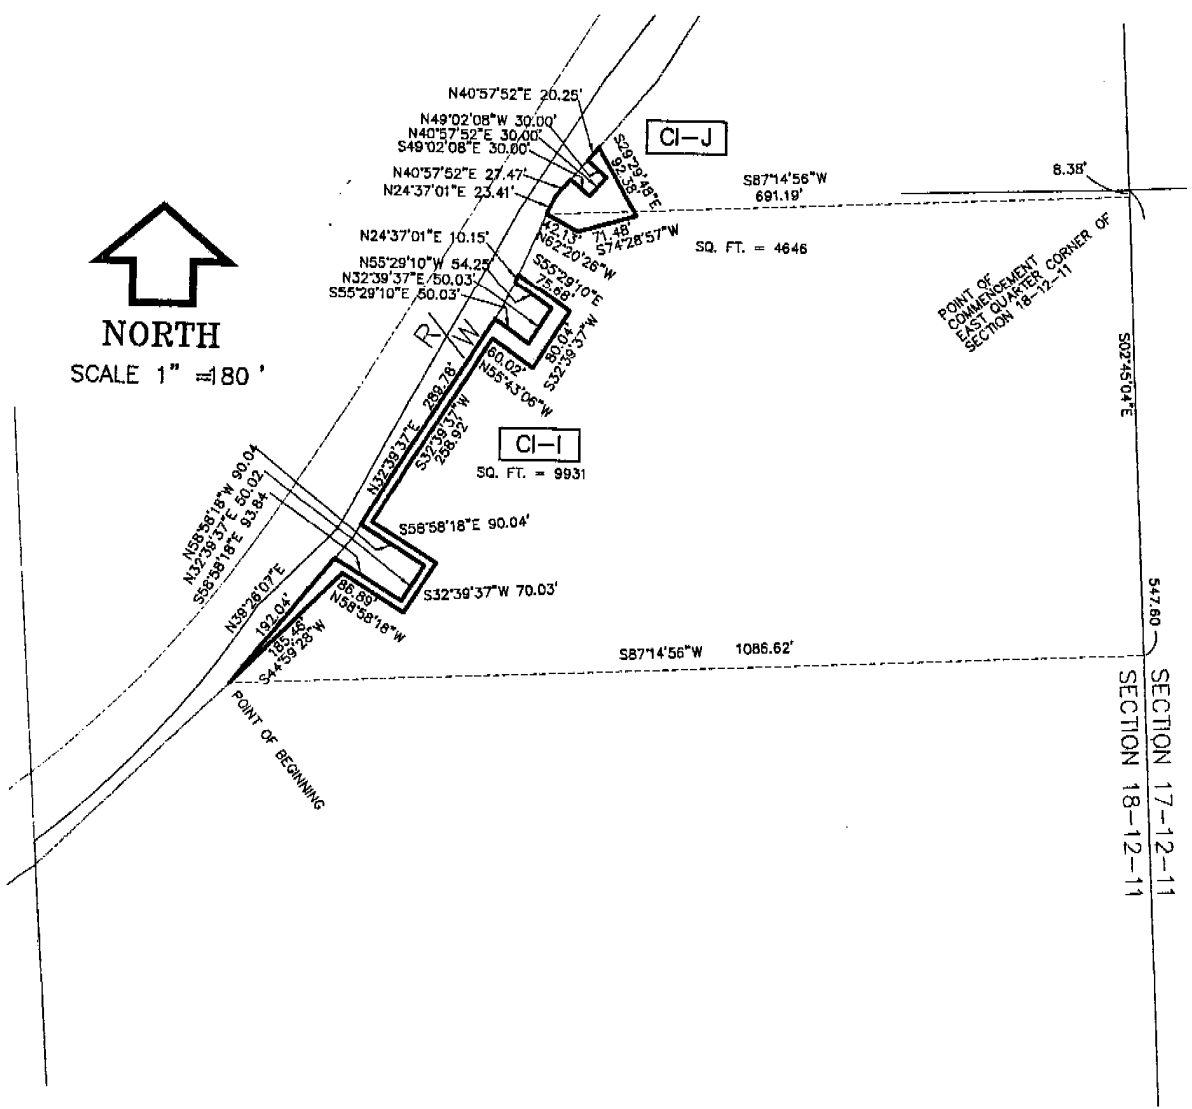 N40°57'52"E 20.25'
N49°02'08"W 30.00'
N40°57'52"E 30.00'
S49°02'08"E 30.00'
N40°57'52"E 27.47'
N24°37'01"E 23.41'
CI-J
S29°29'48"E
92.38'
S87°14'56"W
691.19'
8.38'
42.13'
N62°20'26"W
71.48'
S74°28'57"W
SQ. FT. = 4646
POINT OF
COMMENCEMENT
EAST QUARTER CORNER OF
SECTION 18-12-11
N24°37'01"E 10.15'
N55°29'10"W 54.25'
N32°39'37"E 50.03'
S55°29'10"E 50.03'
S55°29'10"E
75.68'
80.04'
S32°39'37"W
60.02'
N55°43'06"W
R/W
NORTH
SCALE 1" =180 '
S02°45'04"E
N32°39'37"E 289.78'
S32°39'37"W
258.92'
CI-I
SQ. FT. = 9931
N58°58'18"W 90.04
N32°39'37"E 50.02
S58°58'18"E 93.84
S58°58'18"E 90.04'
S32°39'37"W 70.03'
86.89'
N58°58'18"W
N39°26'07"E
192.04'
185.46'
S44°59'28"W
547.60
S87°14'56"W 1086.62'
POINT OF BEGINNING
SECTION 17-12-11
SECTION 18-12-11